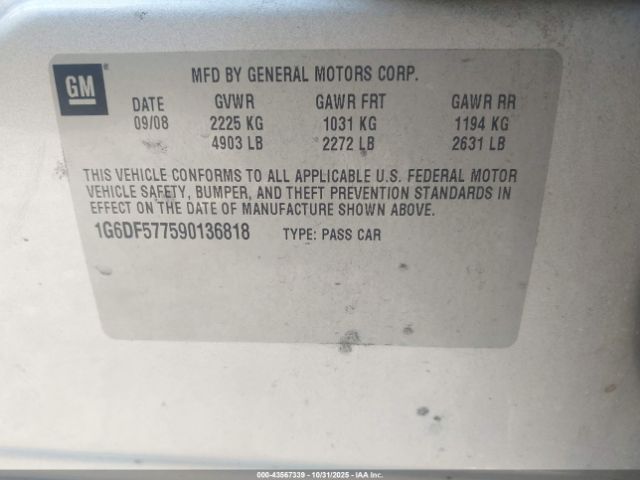 GM ®
MFD BY GENERAL MOTORS CORP.
DATE GVWR GAWR FRT GAWR RR
09/08 2225 KG 1031 KG 1194 KG
4903 LB 2272 LB 2631 LB
THIS VEHICLE CONFORMS TO ALL APPLICABLE U.S. FEDERAL MOTOR
VEHICLE SAFETY, BUMPER, AND THEFT PREVENTION STANDARDS IN
EFFECT ON THE DATE OF MANUFACTURE SHOWN ABOVE.
1G6DF577590136818 TYPE: PASS CAR
000-43567339 - 10/31/2025 - IAA Inc.